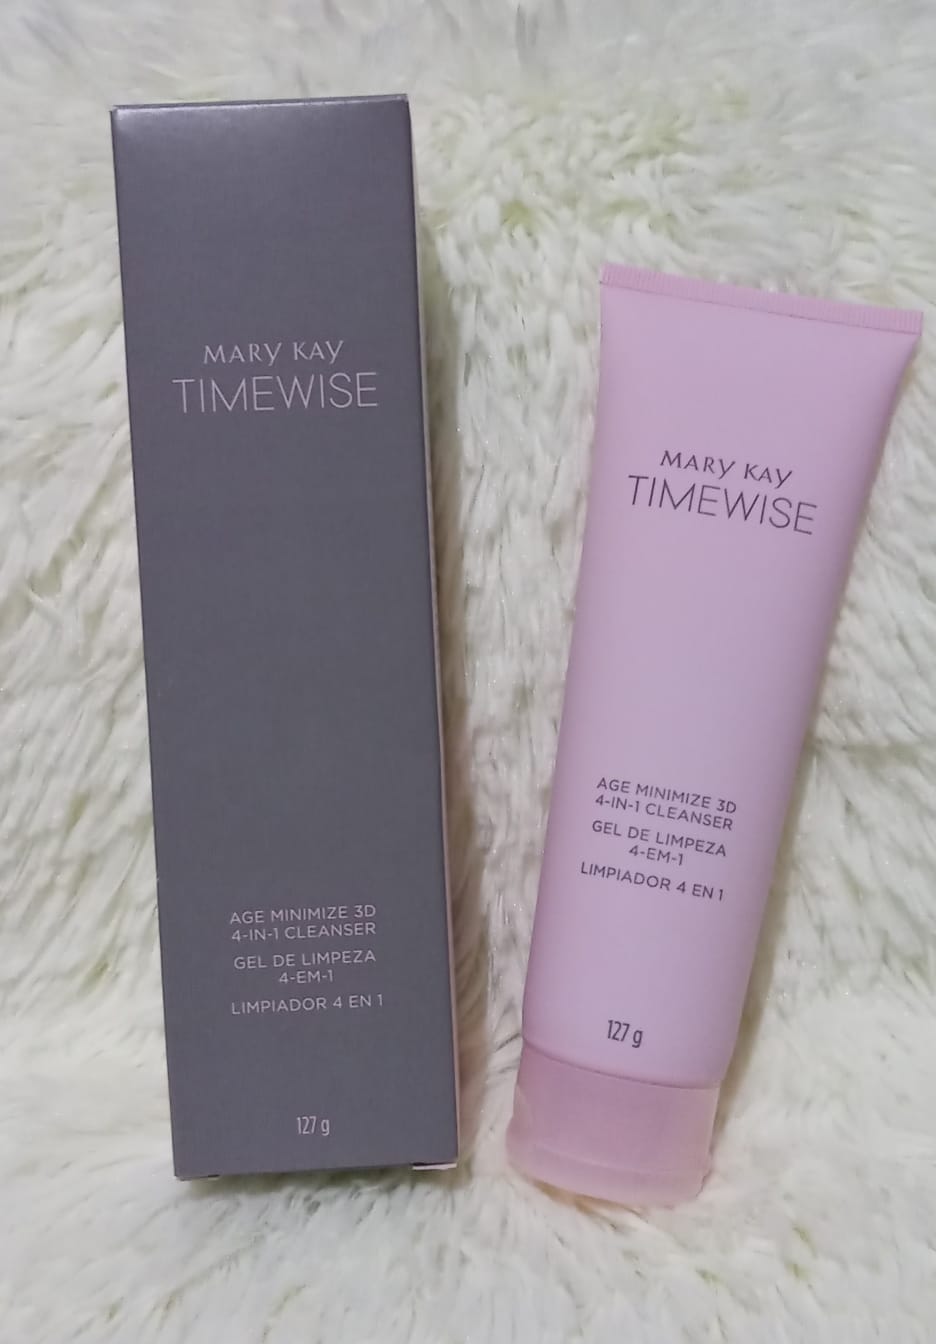 MARY KAY
TIMEWISE
AGE MINIMIZE 3D
4-IN-1 CLEANSER
GEL DE LIMPEZA
4-EM-1
LIMPIADOR 4 EN 1
127 g
MARY KAY
TIMEWISE
AGE MINIMIZE 3D
4-IN-1 CLEANSER
GEL DE LIMPEZA
4-EM-1
LIMPIADOR 4 EN 1
127 g